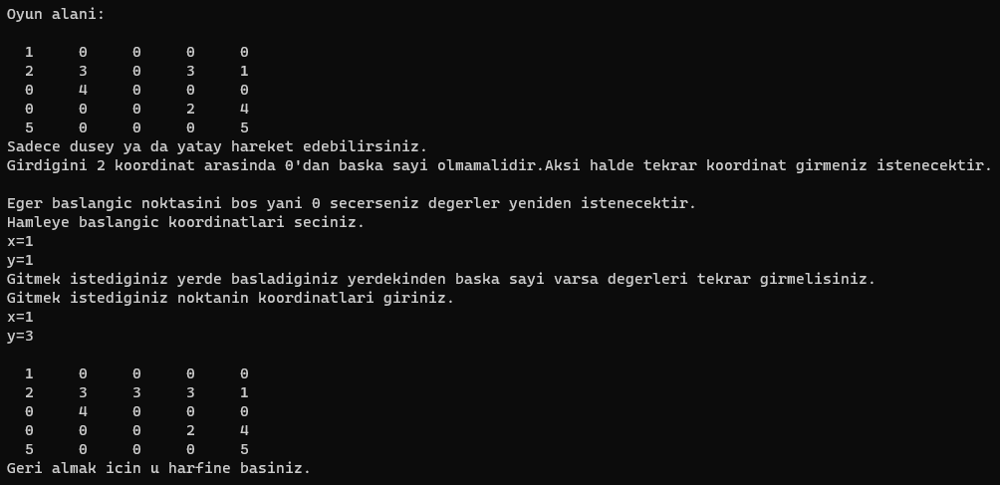 Oyun alani:
1 0 0 0 0
2 3 0 3 1
0 4 0 0 0
0 0 0 2 4
5 0 0 0 5
Sadece dusey ya da yatay hareket edebilirsiniz.
Girdigini 2 koordinat arasinda 0'dan baska sayi olmamalidir.Aksi halde tekrar koordinat girmeniz istenecektir.
Eger baslangic noktasini bos yani 0 secerseniz degerler yeniden istenecektir.
Hamleye baslangic koordinatlari seciniz.
x=1
y=1
Gitmek istediginiz yerde basladiginiz yerdekinden baska sayi varsa degerleri tekrar girmelisiniz.
Gitmek istediginiz noktanin koordinatlari giriniz.
x=1
y=3
1 0 0 0 0
2 3 3 3 1
0 4 0 0 0
0 0 0 2 4
5 0 0 0 5
Geri almak icin u harfine basiniz.